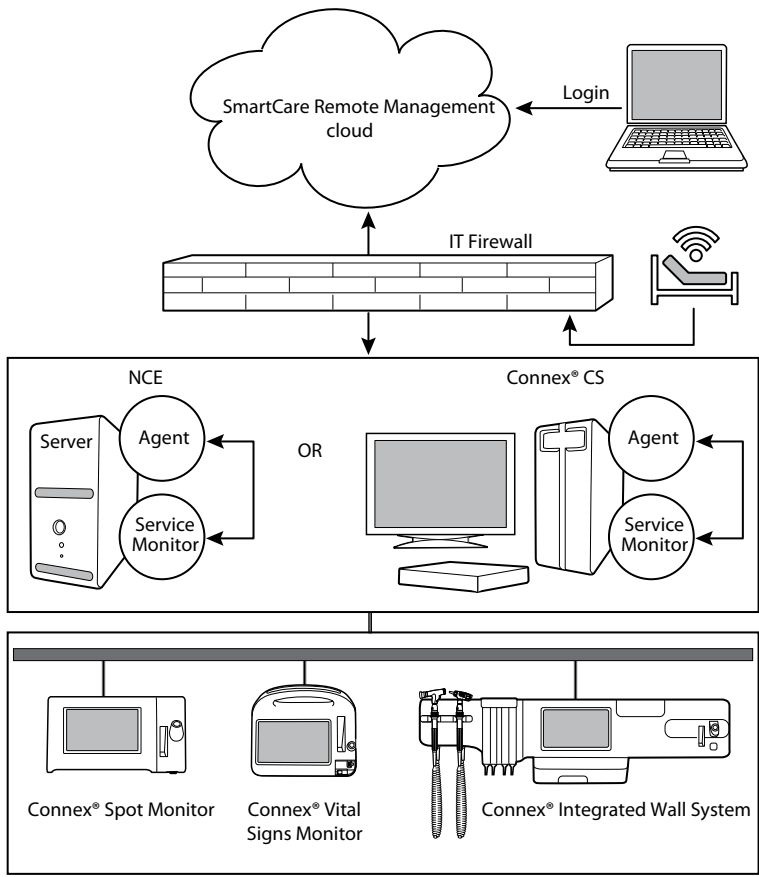 SmartCare Remote Management
cloud
Login
IT Firewall
NCE
Connex® CS
Server
Agent
OR
Agent
Service
Monitor
Service
Monitor
Connex® Spot Monitor
Connex® Vital
Signs Monitor
Connex® Integrated Wall System